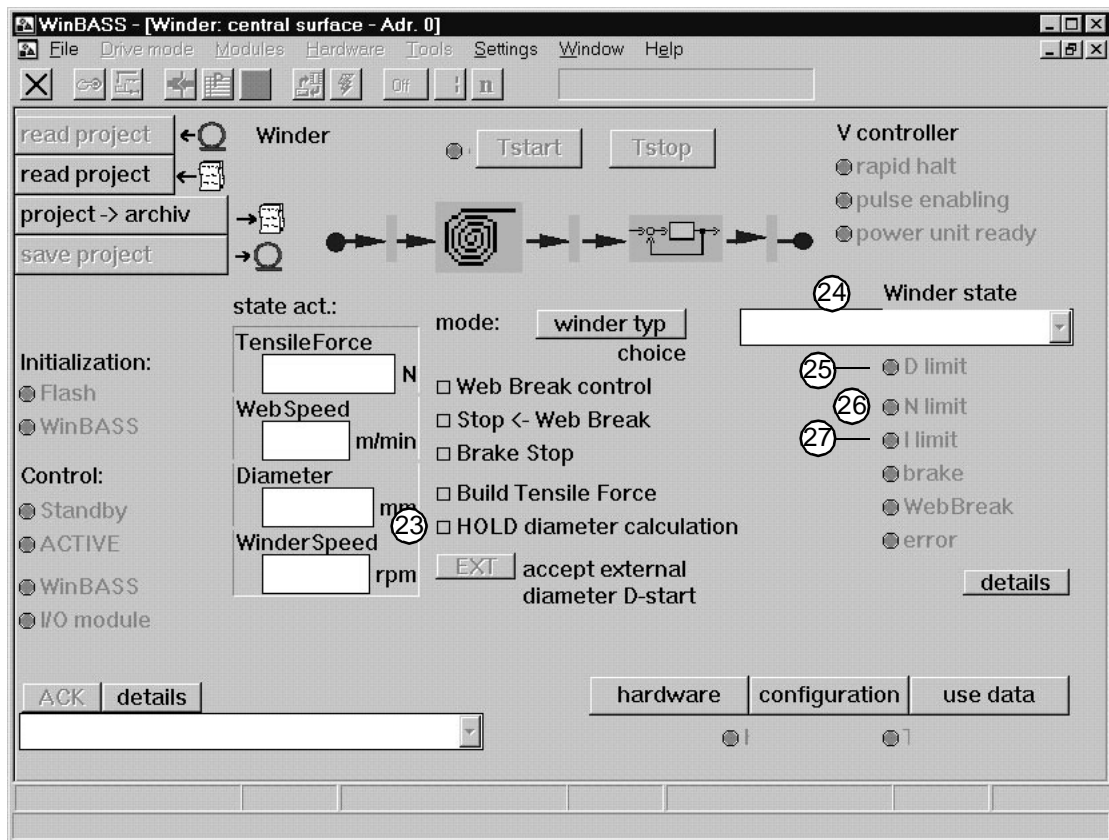 WinBASS - [Winder: central surface - Adr. 0]
File Drive mode Modules Hardware Tools Settings Window Help
Off n
read project
read project
project -> archiv
save project
Winder
Tstart Tstop
V controller
rapid halt
pulse enabling
power unit ready
24 Winder state
25 D limit
26 N limit
27 I limit
brake
WebBreak
error
details
Initialization:
Flash
WinBASS
Control:
Standby
ACTIVE
WinBASS
I/O module
state act.:
TensileForce
N
WebSpeed
m/min
Diameter
mm
WinderSpeed
rpm
mode: winder typ
choice
Web Break control
Stop <- Web Break
Brake Stop
Build Tensile Force
23 HOLD diameter calculation
EXT accept external
diameter D-start
ACK details
hardware configuration use data